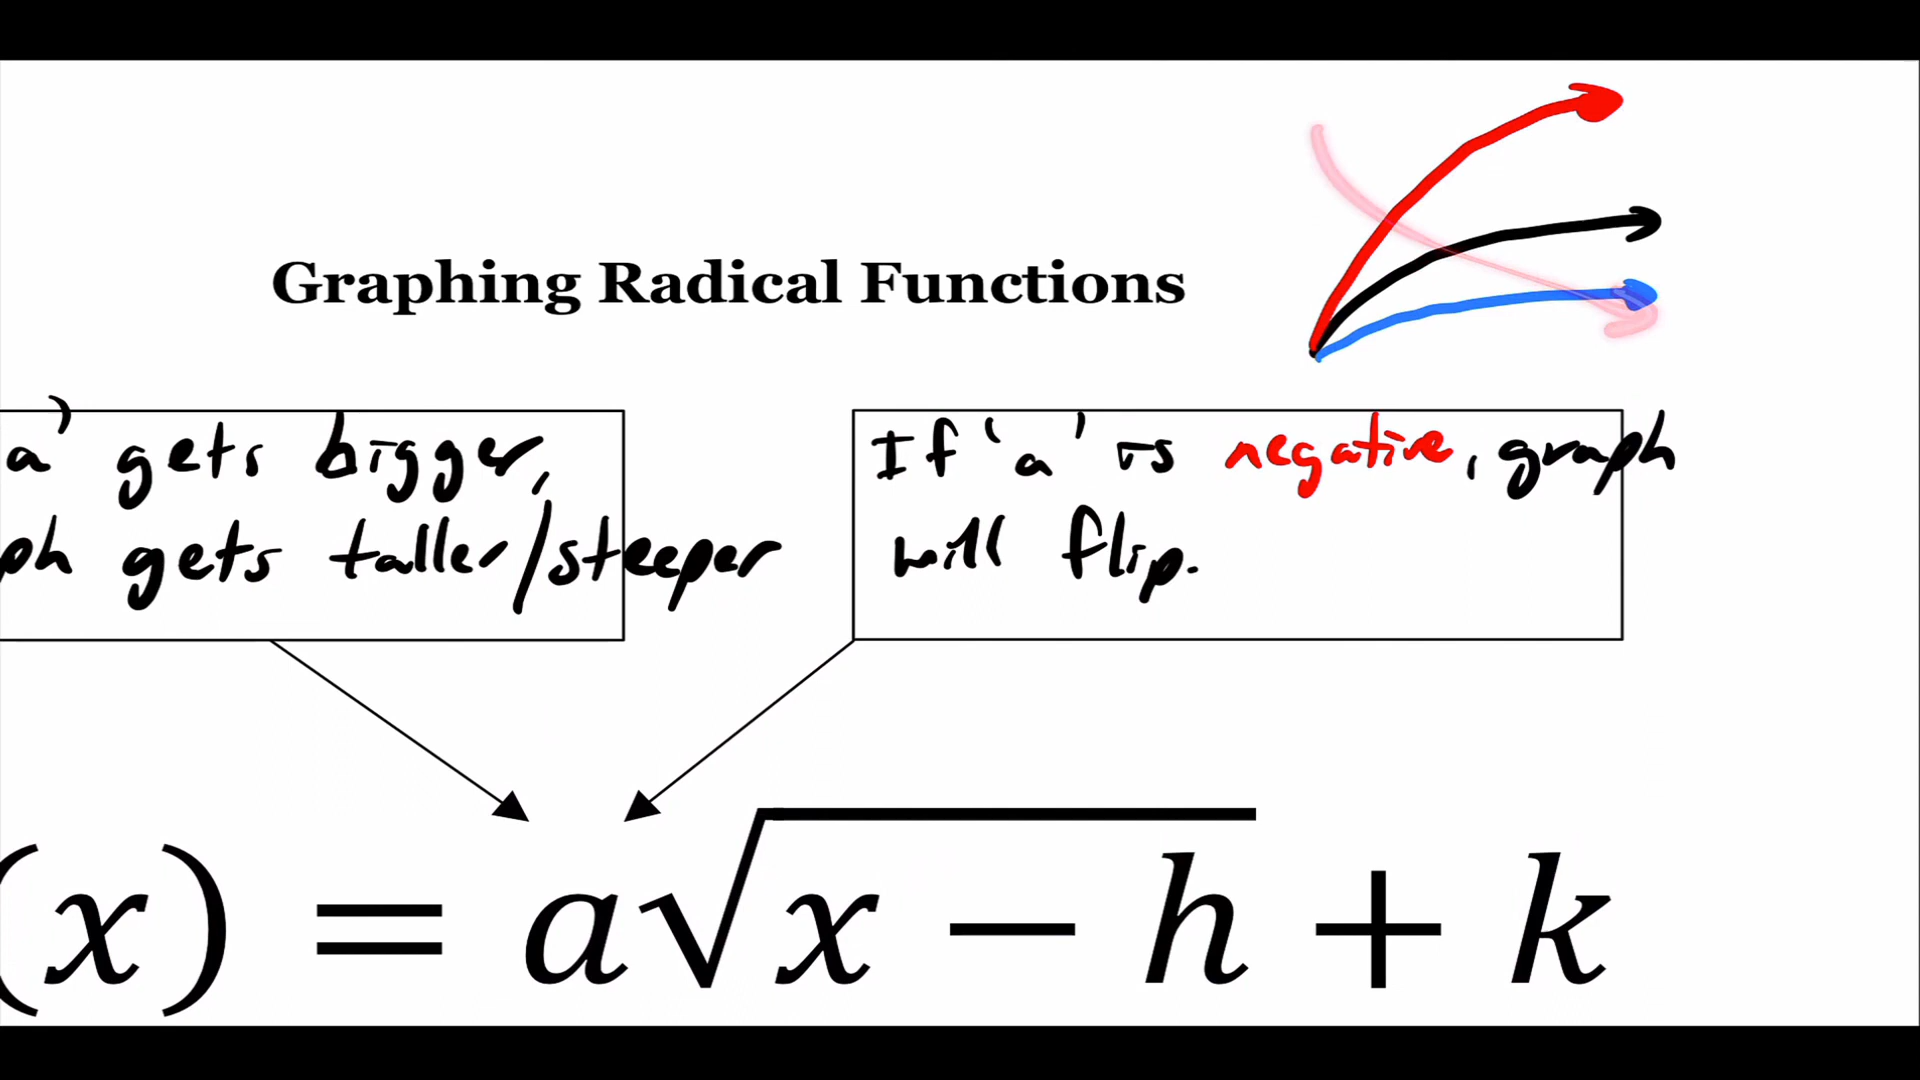 Graphing Radical Functions
a' gets bigger,
ph gets taller/steeper
If 'a' is negative, graph
will flip.
(x) = a√x − h + k